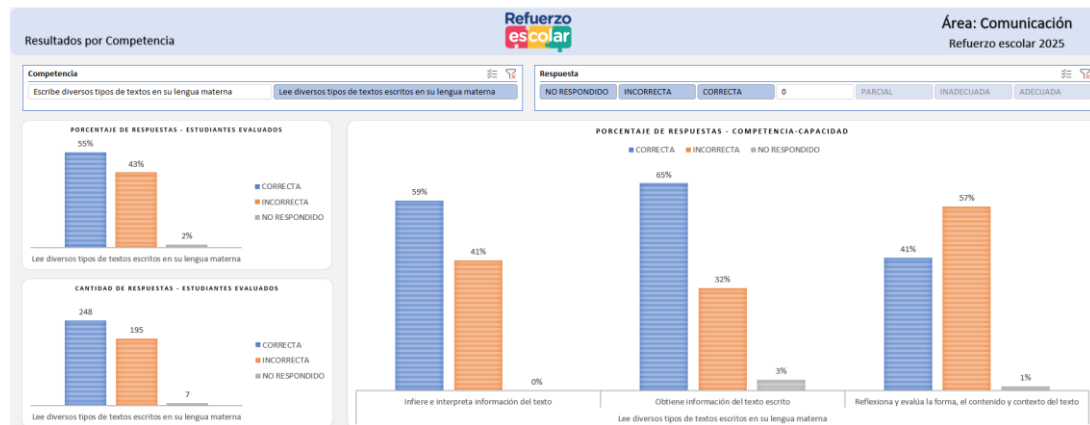 Resultados por Competencia
Refuerzo
escolar
Área: Comunicación
Refuerzo escolar 2025
Competencia
Escribe diversos tipos de textos en su lengua materna
Lee diversos tipos de textos escritos en su lengua materna
Respuesta
NO RESPONDIDO
INCORRECTA
CORRECTA
0
PARCIAL
INADECUADA
ADECUADA
PORCENTAJE DE RESPUESTAS - ESTUDIANTES EVALUADOS
55%
43%
2%
CORRECTA
INCORRECTA
NO RESPONDIDO
Lee diversos tipos de textos escritos en su lengua materna
CANTIDAD DE RESPUESTAS - ESTUDIANTES EVALUADOS
248
195
7
CORRECTA
INCORRECTA
NO RESPONDIDO
Lee diversos tipos de textos escritos en su lengua materna
PORCENTAJE DE RESPUESTAS - COMPETENCIA-CAPACIDAD
CORRECTA INCORRECTA NO RESPONDIDO
59%
41%
0%
65%
32%
3%
41%
57%
1%
Infiere e interpreta información del texto
Obtiene información del texto escrito
Reflexiona y evalúa la forma, el contenido y contexto del texto
Lee diversos tipos de textos escritos en su lengua materna